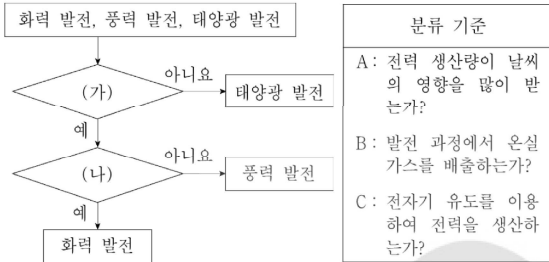 화력 발전, 풍력 발전, 태양광 발전
(가)
아니요
태양광 발전
예
(나)
아니요
풍력 발전
예
화력 발전
분류 기준
A : 전력 생산량이 날씨
의 영향을 많이 받
는가?
B : 발전 과정에서 온실
가스를 배출하는가?
C : 전자기 유도를 이용
하여 전력을 생산하
는가?